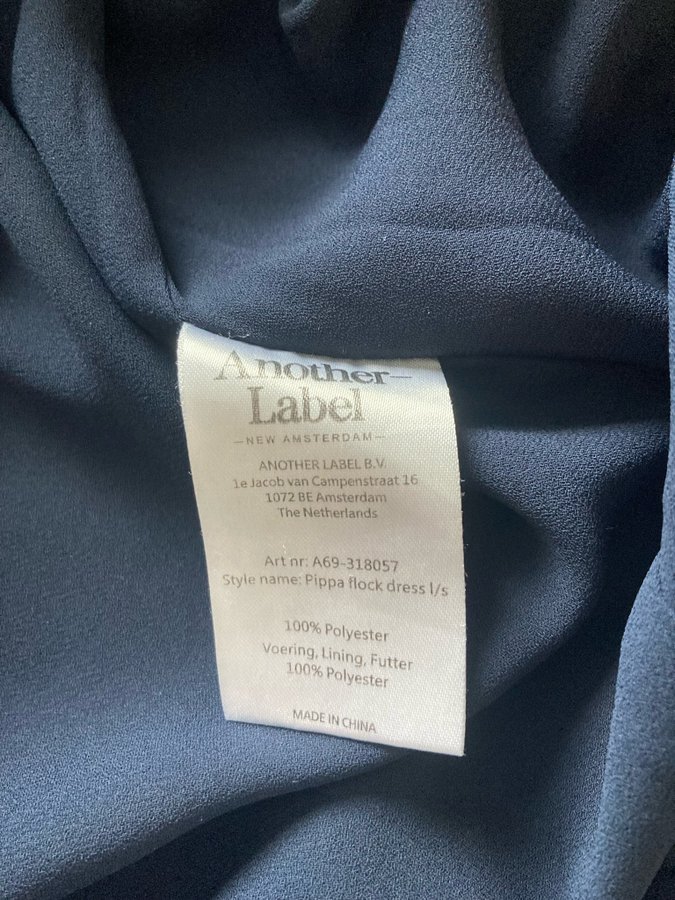 Another–
Label
—NEW AMSTERDAM—
ANOTHER LABEL B.V.
1e Jacob van Campenstraat 16
1072 BE Amsterdam
The Netherlands
Art nr: A69-318057
Style name: Pippa flock dress l/s
100% Polyester
Voering, Lining, Futter
100% Polyester
MADE IN CHINA